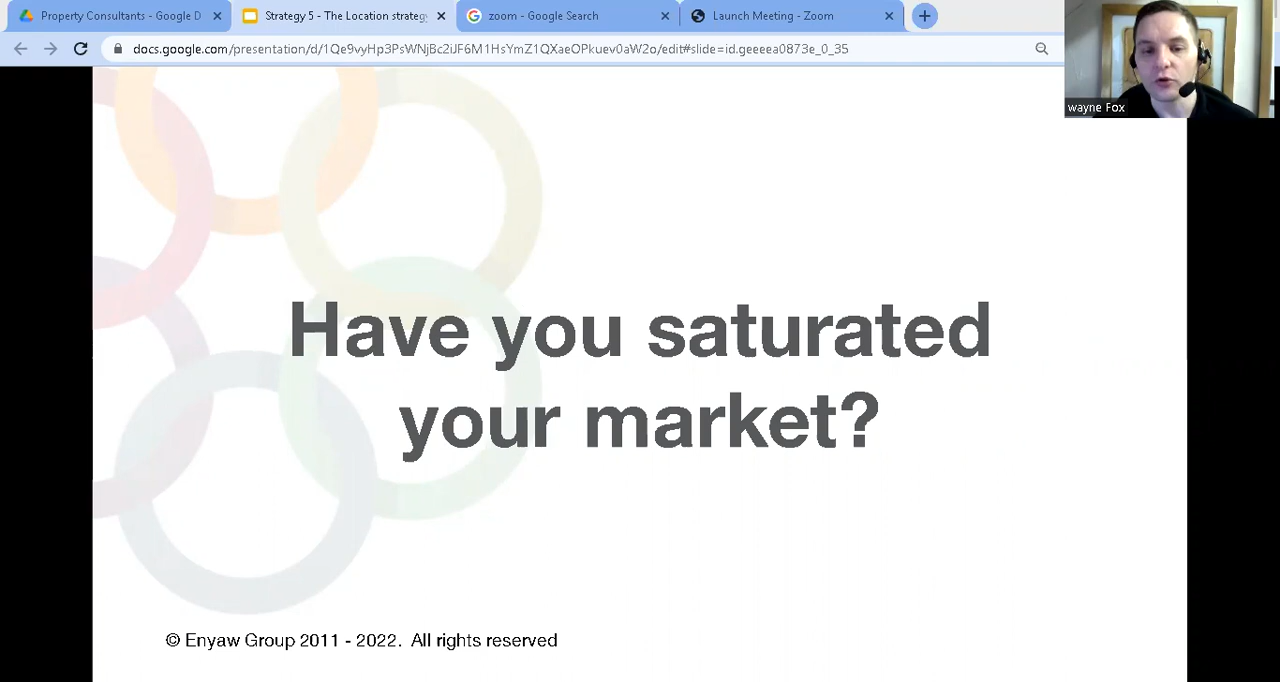 Property Consultants - Google D
Strategy 5 - The Location strategy
zoom - Google Search
Launch Meeting - Zoom
docs.google.com/presentation/d/1Qe9VyHp3PsWNjBc2iJF6M1HsYmZ1QXaeOPkuev0aW2o/edit#slide=id.geeeea0873e_0_35
wayne Fox
Have you saturated
your market?
© Enyaw Group 2011 - 2022. All rights reserved